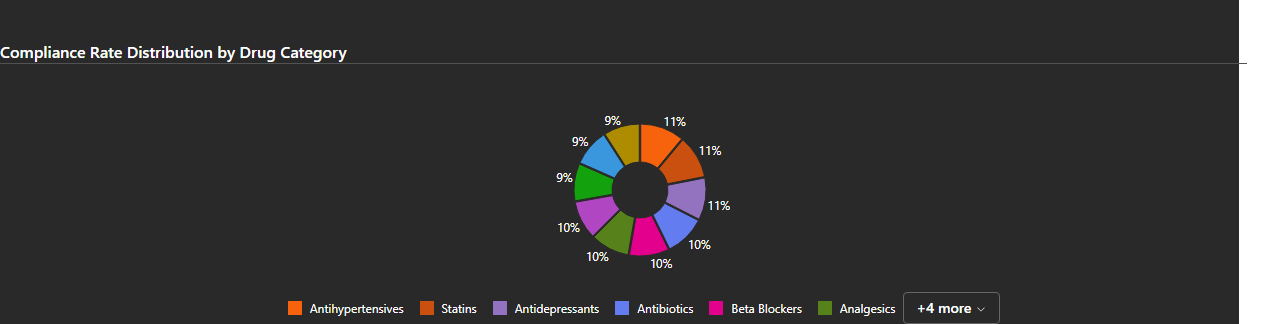 Compliance Rate Distribution by Drug Category
9% 11%
9% 11%
9% 11%
10% 10%
10% 10%
Antihypertensives Statins Antidepressants Antibiotics Beta Blockers Analgesics +4 more